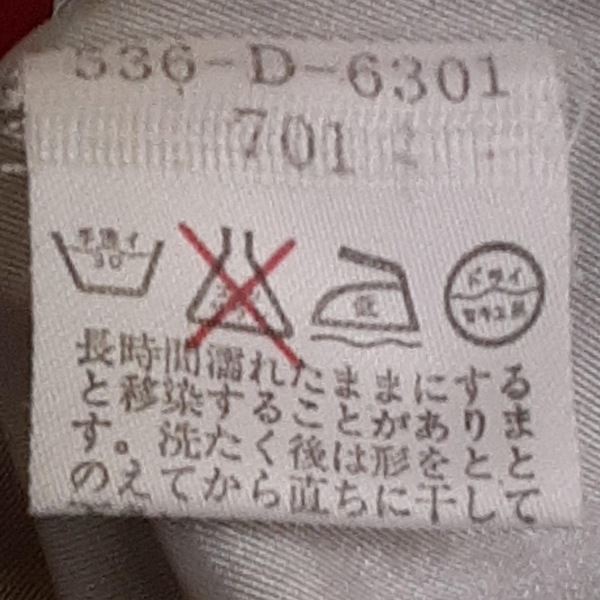 536-D-6301
701
手洗イ
30
低
ドライ
セキユ系
長時間濡れたままにする
と移染することがありま
す。洗たく後は形をとと
のえてから直ちに干して